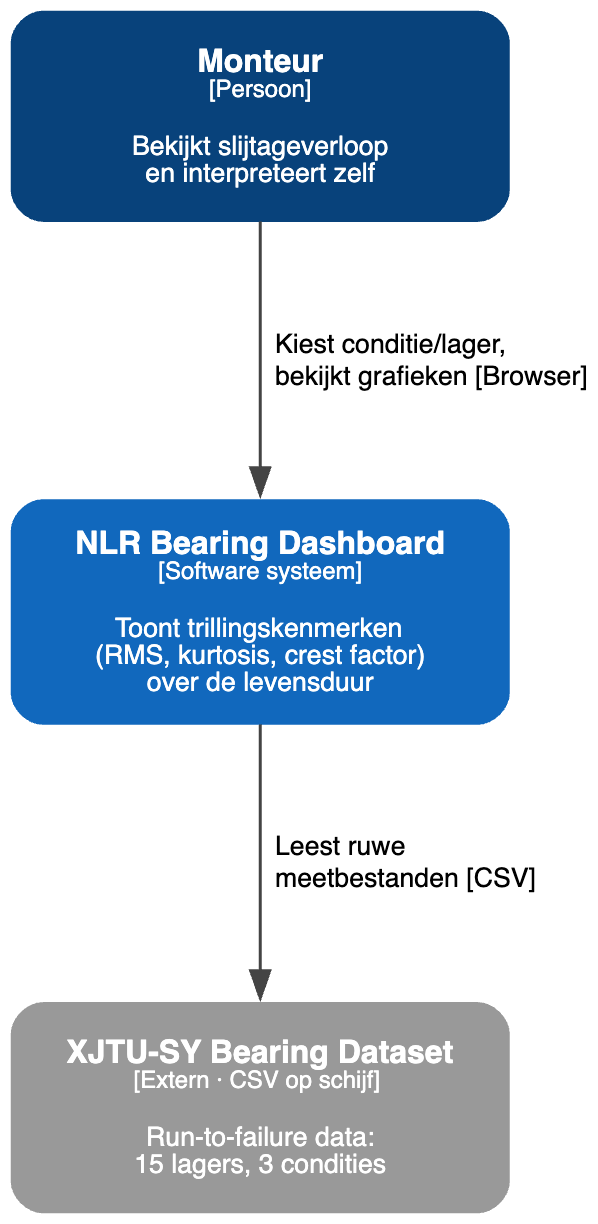 Monteur
[Persoon]
Bekijkt slijtageverloop
en interpreteert zelf
Kiest conditie/lager,
bekijkt grafieken [Browser]
NLR Bearing Dashboard
[Software systeem]
Toont trillingskenmerken
(RMS, kurtosis, crest factor)
over de levensduur
Leest ruwe
meetbestanden [CSV]
XJTU-SY Bearing Dataset
[Extern · CSV op schijf]
Run-to-failure data:
15 lagers, 3 condities